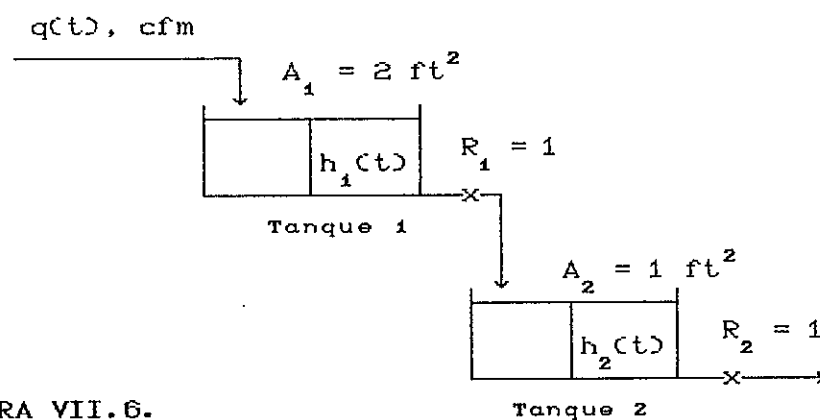 q(t), cfm
A₁ = 2 ft²
h₁(t)
R₁ = 1
Tanque 1
A₂ = 1 ft²
h₂(t)
R₂ = 1
RA VII.6.
Tanque 2